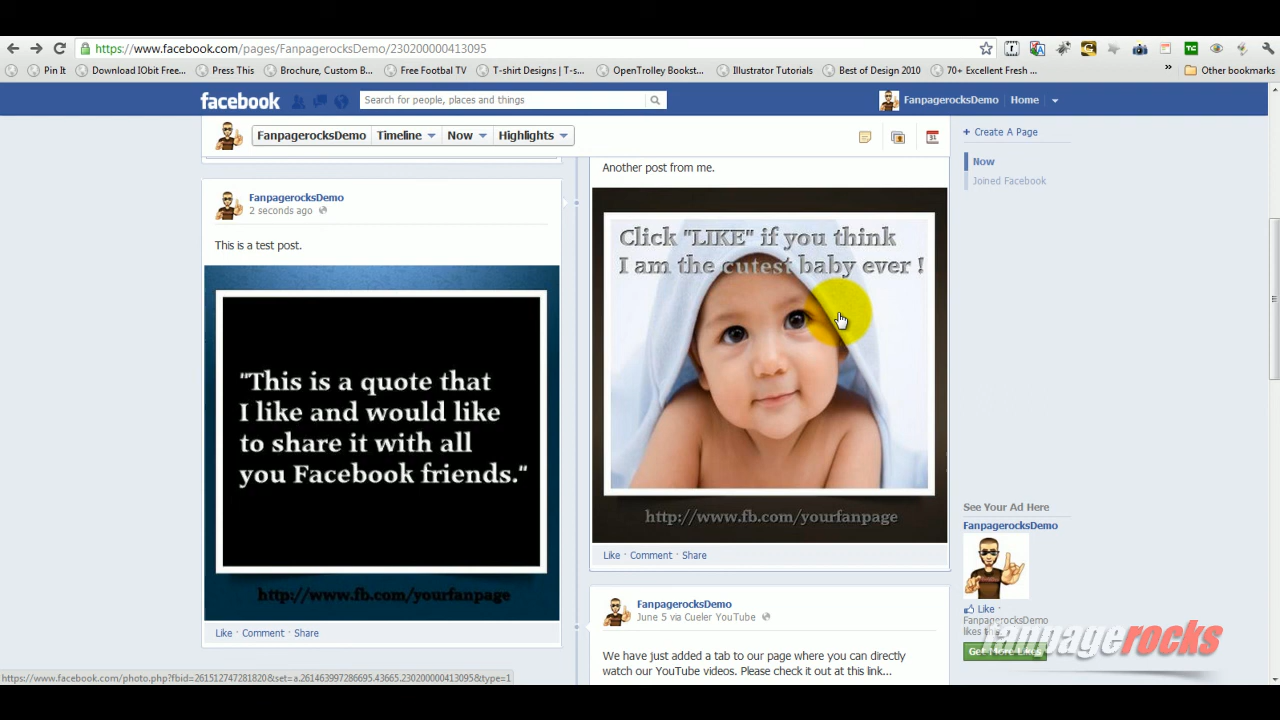 https://www.facebook.com/pages/FanpagerocksDemo/230200000413095
Pin It
Download IObit Free...
Press This
Brochure, Custom B...
Free Footbal TV
T-shirt Designs | T-s...
OpenTrolley Bookst...
Illustrator Tutorials
Best of Design 2010
70+ Excellent Fresh ...
Other bookmarks
facebook
Search for people, places and things
FanpagerocksDemo
Home
FanpagerocksDemo
Timeline
Now
Highlights
31
+ Create A Page
Now
Joined Facebook
FanpagerocksDemo
2 seconds ago
This is a test post.
"This is a quote that
I like and would like
to share it with all
you Facebook friends."
http://www.fb.com/yourfanpage
Like · Comment · Share
Another post from me.
Click "LIKE" if you think
I am the cutest baby ever !
http://www.fb.com/yourfanpage
Like · Comment · Share
FanpagerocksDemo
June 5 via Cueler YouTube
We have just added a tab to our page where you can directly
watch our YouTube videos. Please check it out at this link...
See Your Ad Here
FanpagerocksDemo
Like ·
FanpagerocksDemo
likes
Get More Likes
fanpagerocks
https://www.facebook.com/photo.php?fbid=261512747281820&set=a.261463997286695.43665.230200000413095&type=1